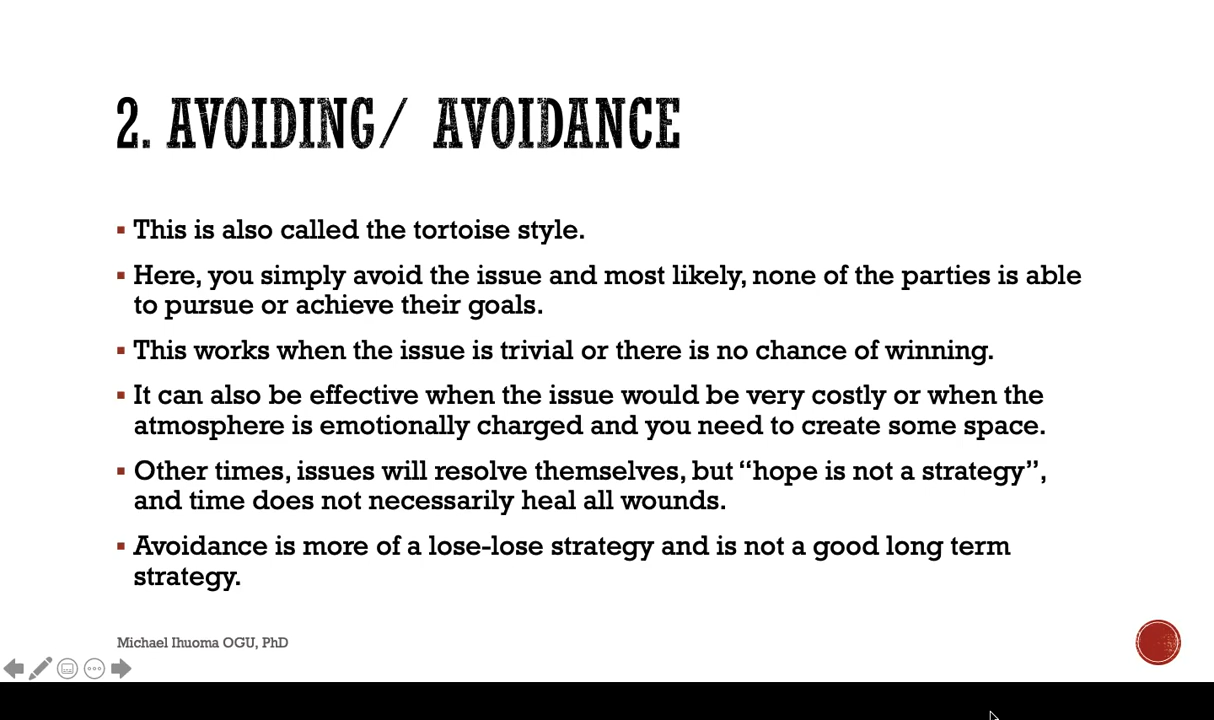 2. AVOIDING/ AVOIDANCE
▪ This is also called the tortoise style.
▪ Here, you simply avoid the issue and most likely, none of the parties is able
to pursue or achieve their goals.
▪ This works when the issue is trivial or there is no chance of winning.
▪ It can also be effective when the issue would be very costly or when the
atmosphere is emotionally charged and you need to create some space.
▪ Other times, issues will resolve themselves, but “hope is not a strategy”,
and time does not necessarily heal all wounds.
▪ Avoidance is more of a lose-lose strategy and is not a good long term
strategy.
Michael Ihuoma OGU, PhD